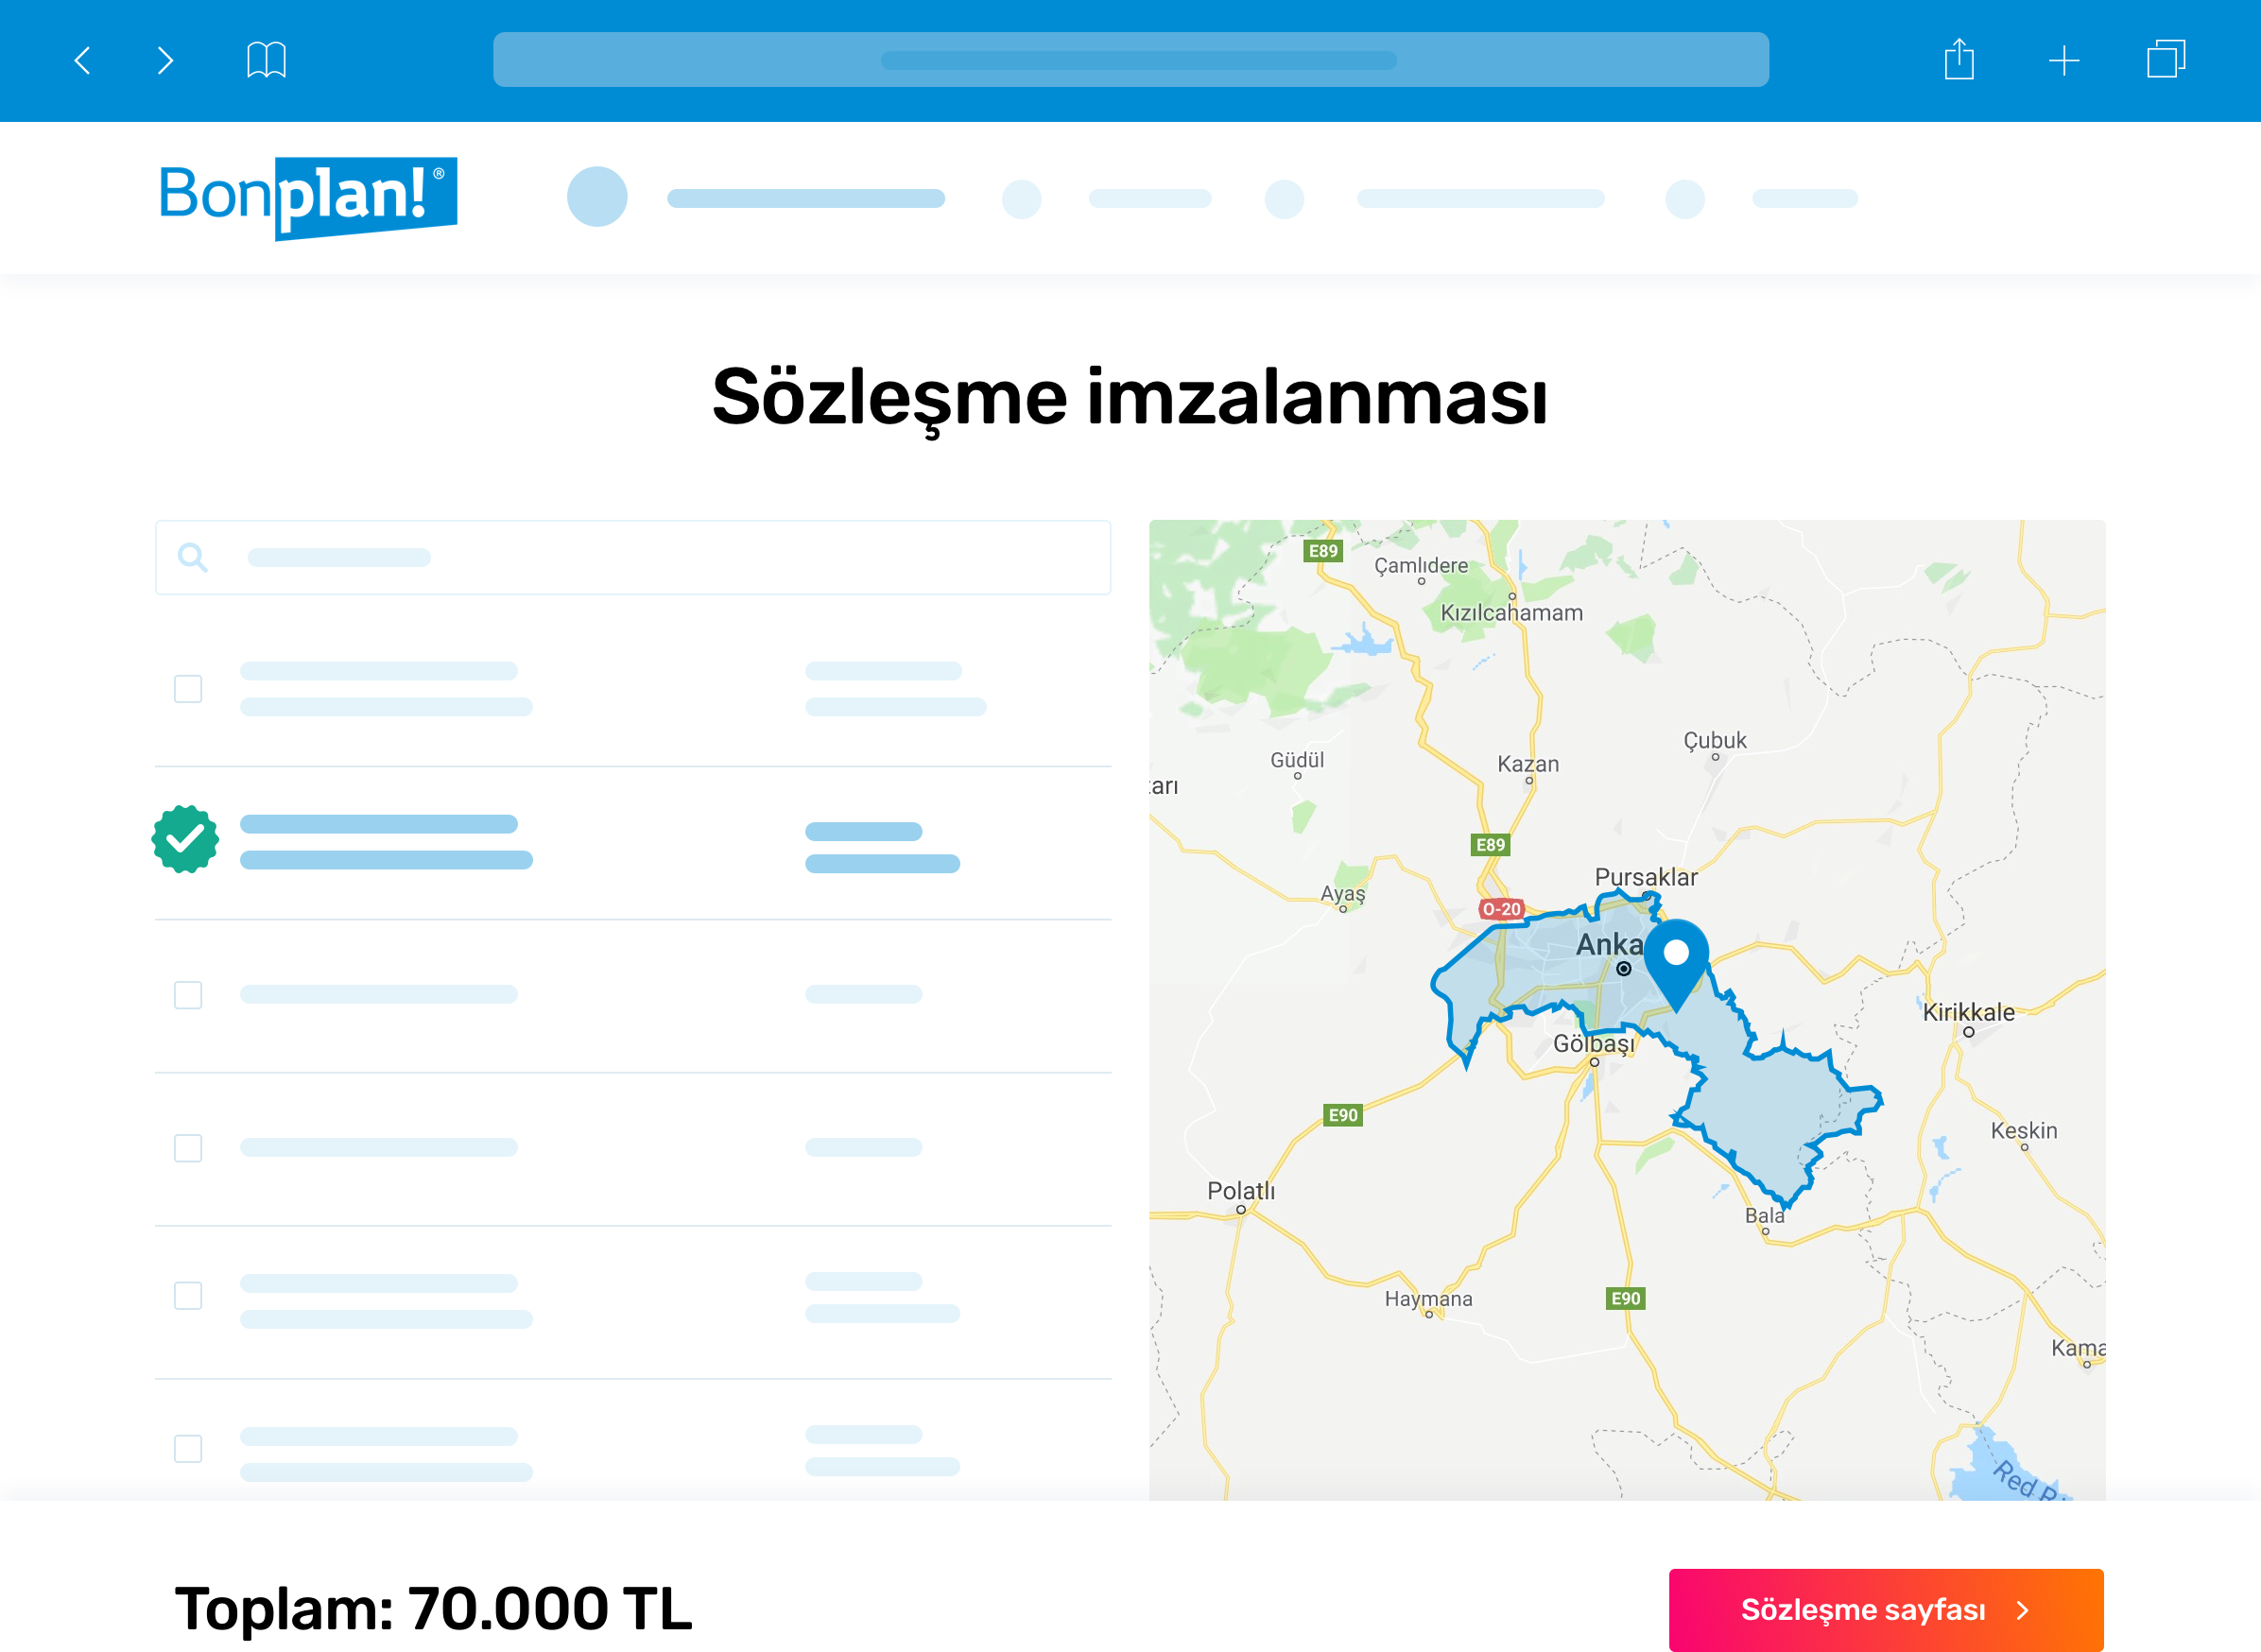 Bonplan!®
Sözleşme imzalanması
E89
Çamlıdere
Kızılcahamam
Çubuk
Güdül
Kazan
arı
E89
Pursaklar
Ayaş
O-20
Anka
Kirikkale
Gölbaşı
E90
Keskin
Polatlı
Bala
Haymana
E90
Kama
Red Ri
Toplam: 70.000 TL
Sözleşme sayfası